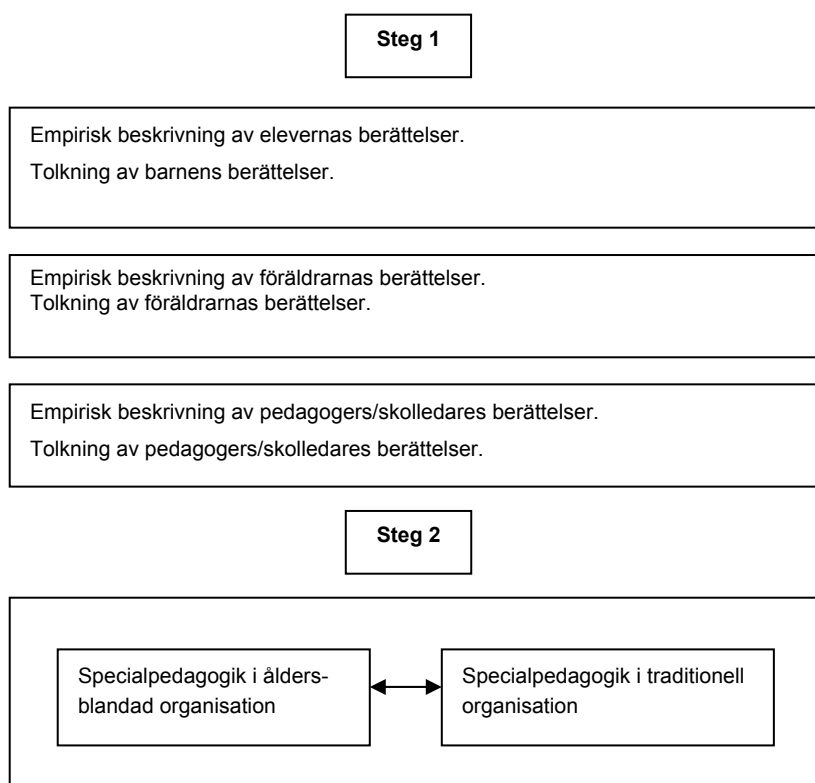 Steg 1
Empirisk beskrivning av elevernas berättelser.
Tolkning av barnens berättelser.
Empirisk beskrivning av föräldrarnas berättelser.
Tolkning av föräldrarnas berättelser.
Empirisk beskrivning av pedagogers/skolledares berättelser.
Tolkning av pedagogers/skolledares berättelser.
Steg 2
Specialpedagogik i ålders-
blandad organisation
Specialpedagogik i traditionell
organisation